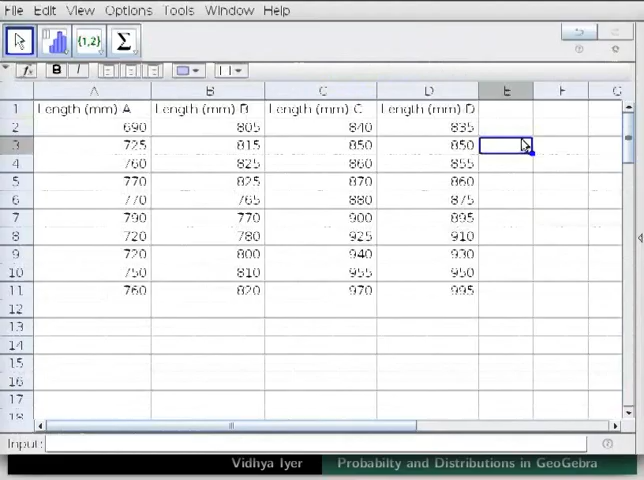 File Edit View Options Tools Window Help
{1,2} Σ
fx B I
A B C D E F G
1 Length (mm) A Length (mm) B Length (mm) C Length (mm) D
2 690 805 840 835
3 725 815 850 850
4 760 825 860 855
5 770 825 870 860
6 770 765 880 875
7 790 770 900 895
8 720 780 925 910
9 720 800 940 930
10 750 810 955 950
11 760 820 970 995
12
13
14
15
16
17
18
Input:
Vidhya Iyer Probabilty and Distributions in GeoGebra